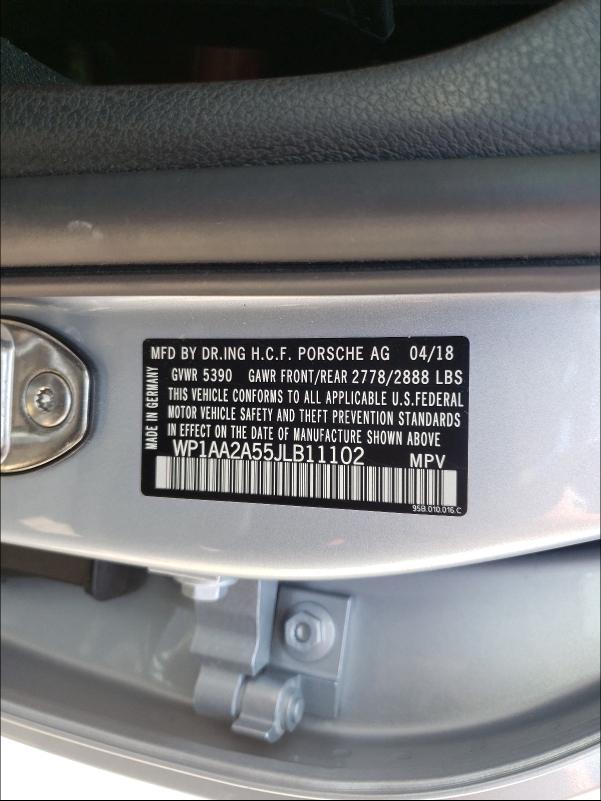 MFD BY DR.ING H.C.F. PORSCHE AG 04/18
GVWR 5390 GAWR FRONT/REAR 2778/2888 LBS
THIS VEHICLE CONFORMS TO ALL APPLICABLE U.S.FEDERAL
MOTOR VEHICLE SAFETY AND THEFT PREVENTION STANDARDS
IN EFFECT ON THE DATE OF MANUFACTURE SHOWN ABOVE
WP1AA2A55JLB11102 MPV
MADE IN GERMANY
95B.010.016.C